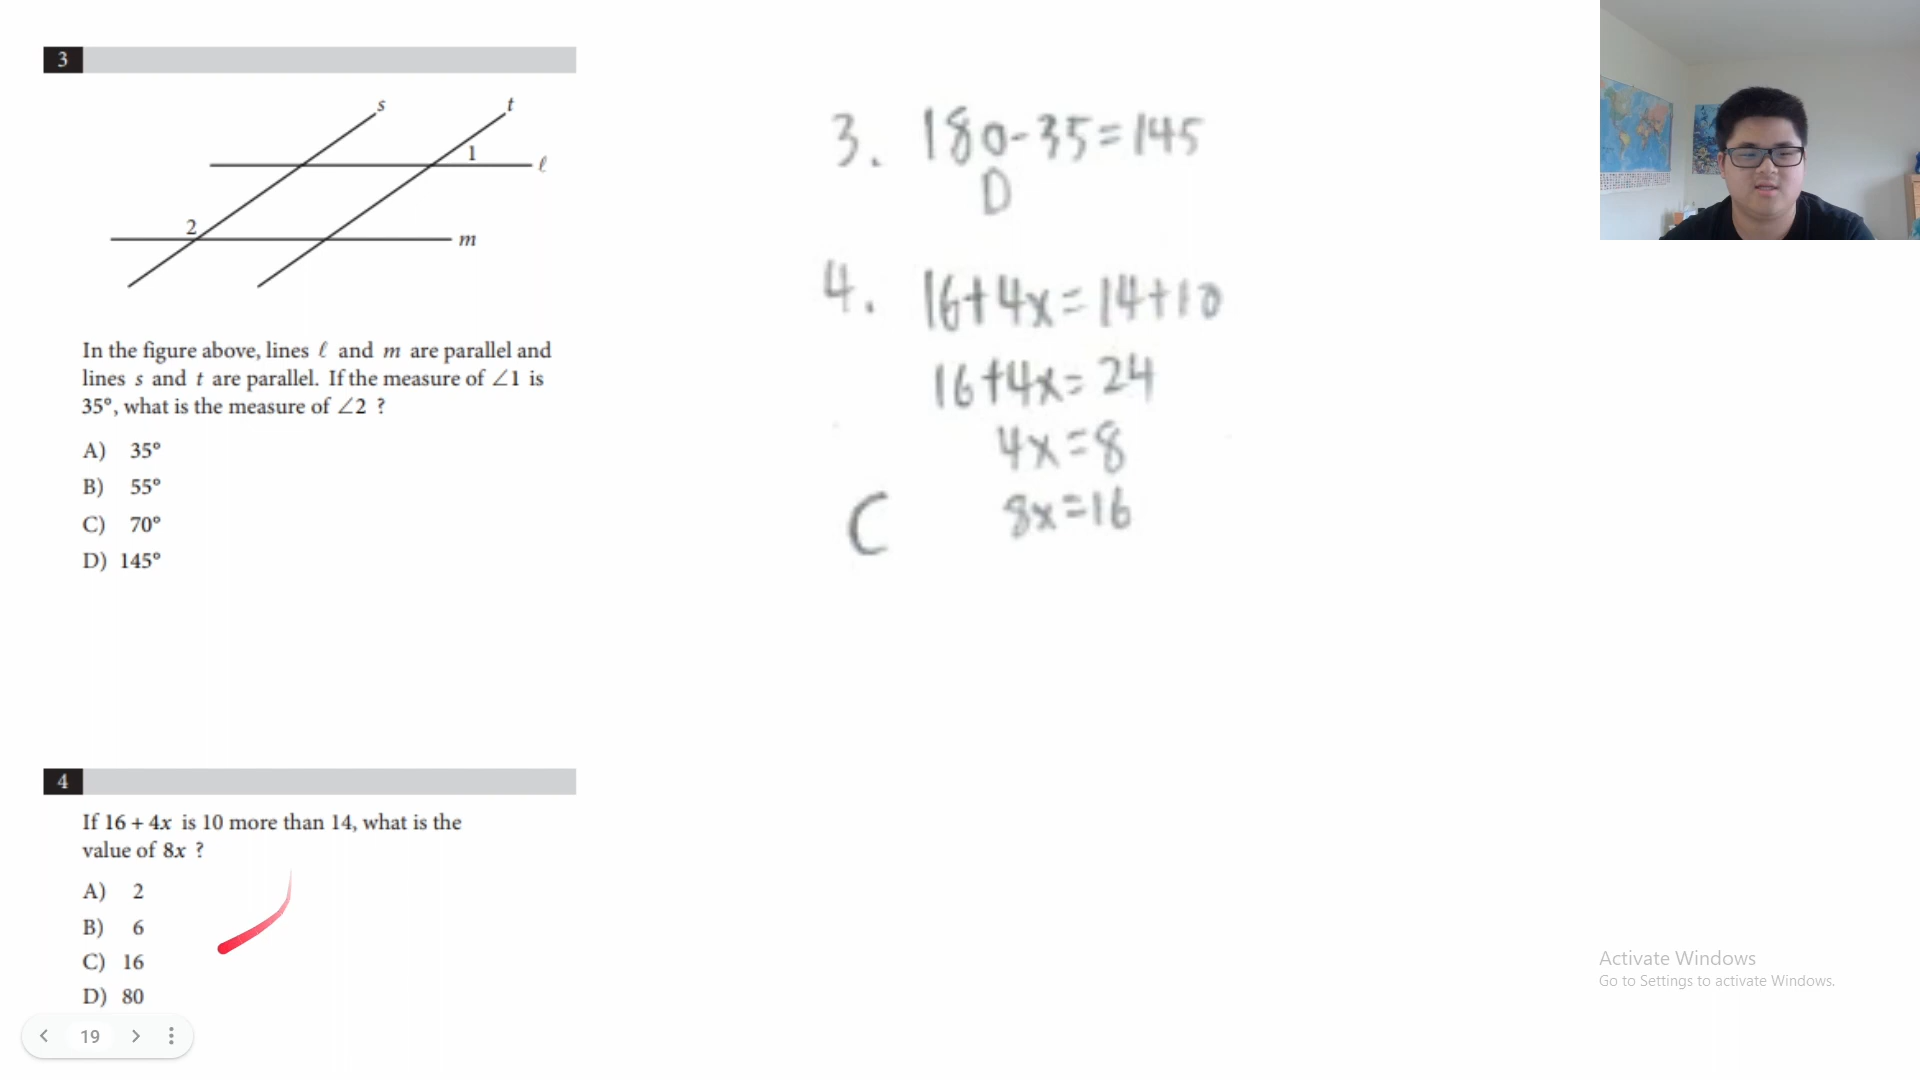 3
s
t
1
ℓ
2
m
In the figure above, lines ℓ and m are parallel and
lines s and t are parallel. If the measure of ∠1 is
35°, what is the measure of ∠2 ?
A) 35°
B) 55°
C) 70°
D) 145°
4
If 16 + 4x is 10 more than 14, what is the
value of 8x ?
A) 2
B) 6
C) 16
D) 80
19
3. 180-35=145
D
4. 16+4x=14+10
16+4x=24
4x=8
C 8x=16
Activate Windows
Go to Settings to activate Windows.